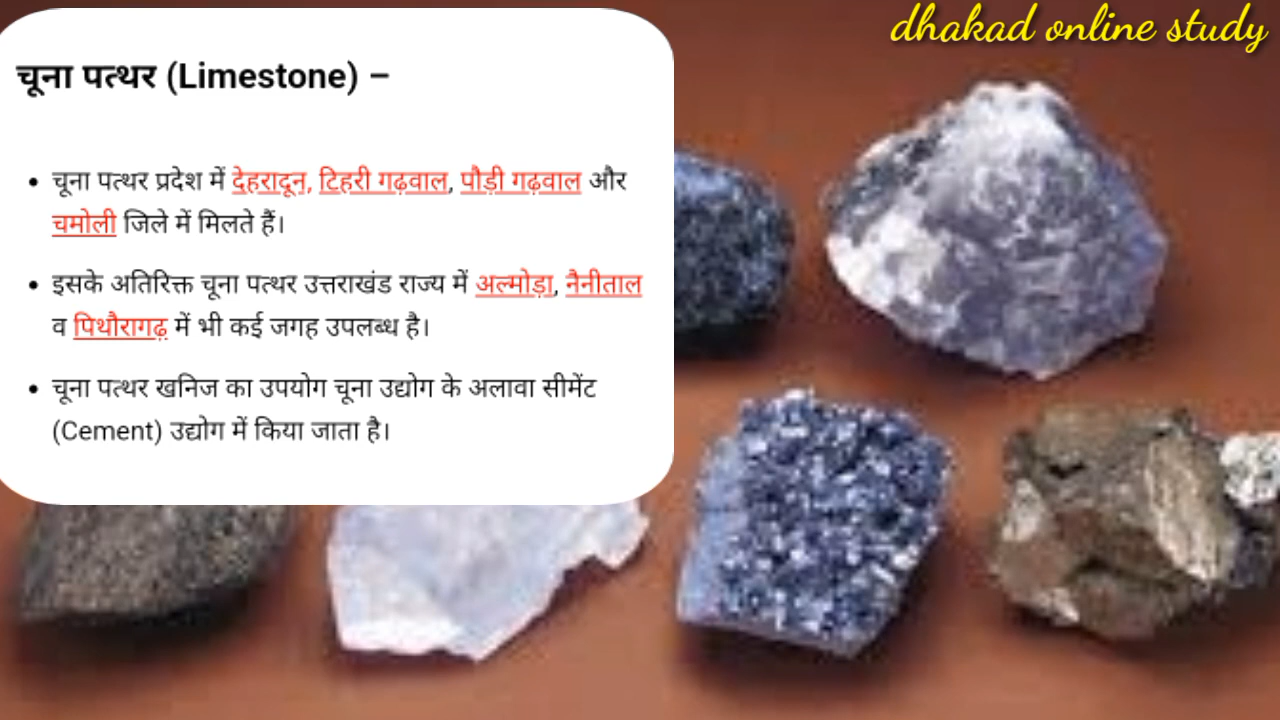 dhakad online study
चूना पत्थर (Limestone) –
• चूना पत्थर प्रदेश में देहरादून, टिहरी गढ़वाल, पौड़ी गढ़वाल और
चमोली जिले में मिलते हैं।
• इसके अतिरिक्त चूना पत्थर उत्तराखंड राज्य में अल्मोड़ा, नैनीताल
व पिथौरागढ़ में भी कई जगह उपलब्ध है।
• चूना पत्थर खनिज का उपयोग चूना उद्योग के अलावा सीमेंट
(Cement) उद्योग में किया जाता है।